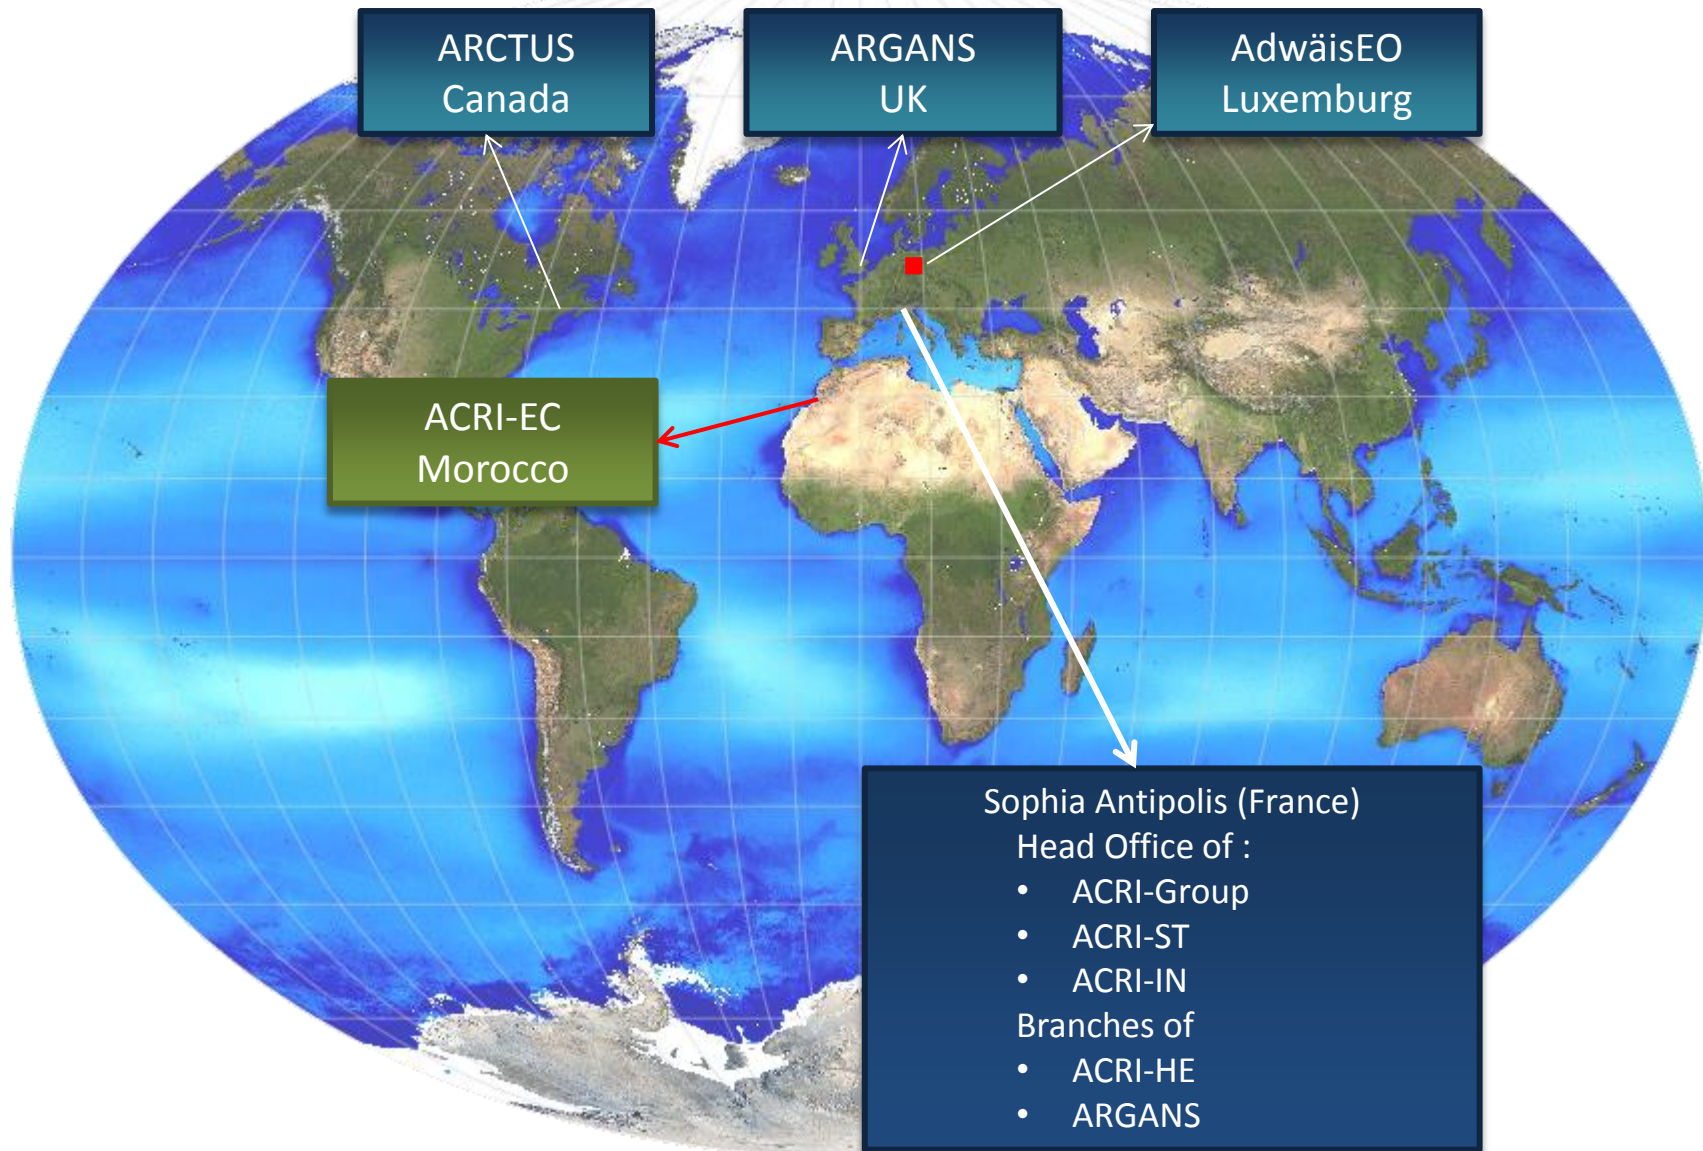 ARCTUS
Canada
ARGANS
UK
AdwäisEO
Luxemburg
ACRI-EC
Morocco
Sophia Antipolis (France)
Head Office of :
• ACRI-Group
• ACRI-ST
• ACRI-IN
Branches of
• ACRI-HE
• ARGANS